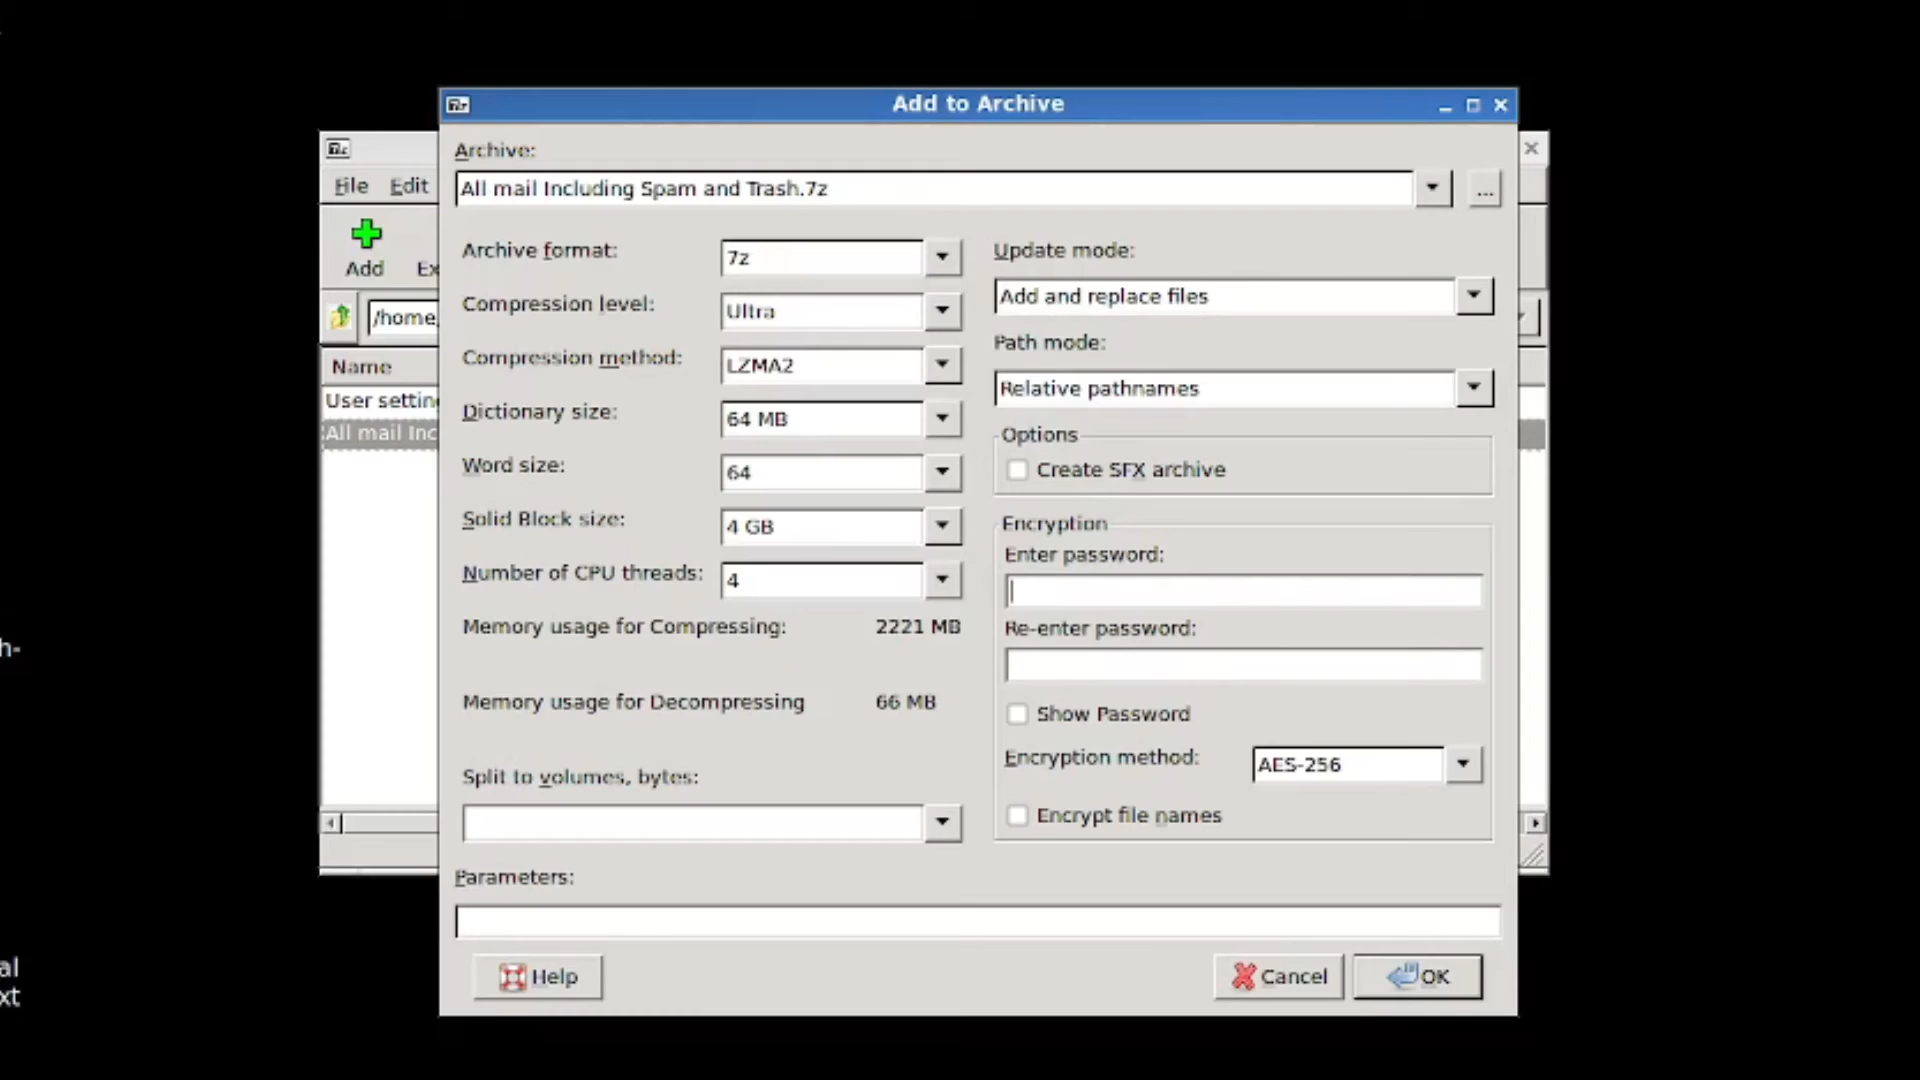 Add to Archive
Archive:
All mail Including Spam and Trash.7z
...
File Edit
Add Ex
/home
Name
User settin
All mail Inc
Archive format: 7z
Compression level: Ultra
Compression method: LZMA2
Dictionary size: 64 MB
Word size: 64
Solid Block size: 4 GB
Number of CPU threads: 4
Memory usage for Compressing: 2221 MB
Memory usage for Decompressing 66 MB
Split to volumes, bytes:
Update mode:
Add and replace files
Path mode:
Relative pathnames
Options
Create SFX archive
Encryption
Enter password:
Re-enter password:
Show Password
Encryption method: AES-256
Encrypt file names
Parameters:
Help Cancel OK
h-
al
xt